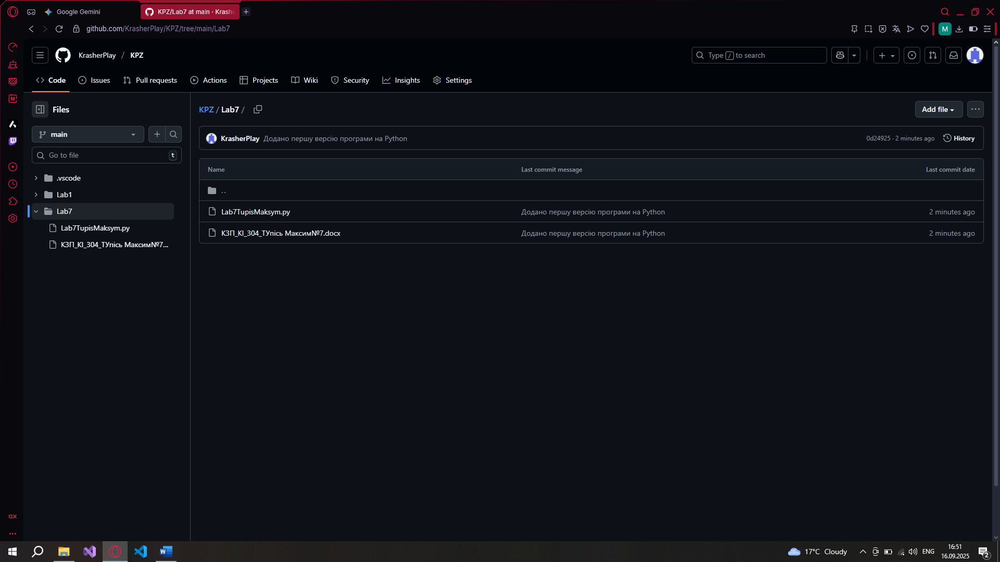 Google Gemini
KPZ/Lab7 at main · Krashe
github.com/KrasherPlay/KPZ/tree/main/Lab7
M
KrasherPlay / KPZ
Type / to search
Code
Issues
Pull requests
Actions
Projects
Wiki
Security
Insights
Settings
Files
main
Go to file
t
.vscode
Lab1
Lab7
Lab7TupisMaksym.py
КЗП_КІ_304_ТУпісь Максим№7...
KPZ / Lab7 /
Add file
KrasherPlay Додано першу версію програми на Python
0d24925 · 2 minutes ago
History
Name
Last commit message
Last commit date
..
Lab7TupisMaksym.py
Додано першу версію програми на Python
2 minutes ago
КЗП_КІ_304_ТУпісь Максим№7.docx
Додано першу версію програми на Python
2 minutes ago
GX
17°C Cloudy
ENG
16:51
16.09.2025
2